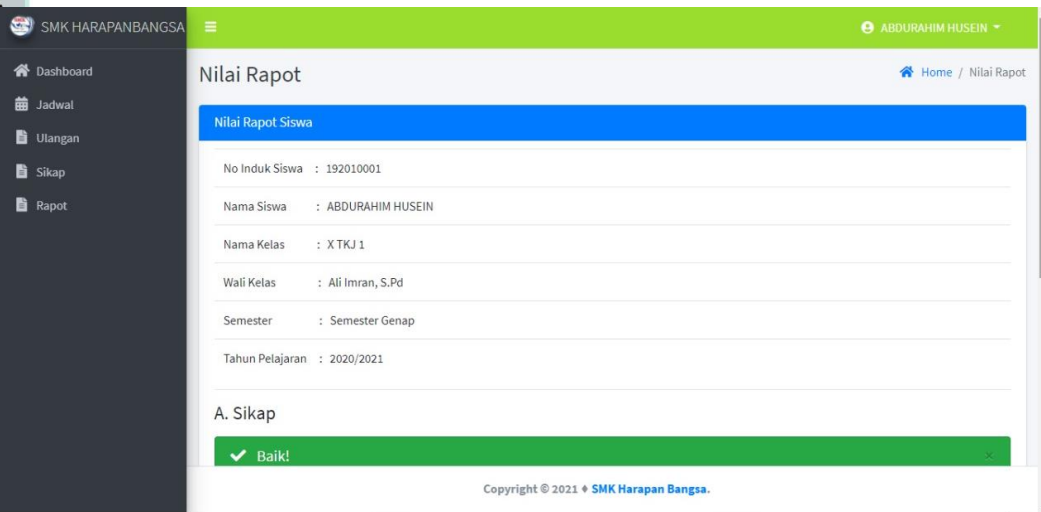 SMK HARAPANBANGSA
ABDURAHIM HUSEIN
Dashboard
Jadwal
Ulangan
Sikap
Rapot
Nilai Rapot
Home / Nilai Rapot
Nilai Rapot Siswa
No Induk Siswa : 192010001
Nama Siswa : ABDURAHIM HUSEIN
Nama Kelas : X TKJ 1
Wali Kelas : Ali Imran, S.Pd
Semester : Semester Genap
Tahun Pelajaran : 2020/2021
A. Sikap
Baik! ×
Copyright © 2021 ♦ SMK Harapan Bangsa.